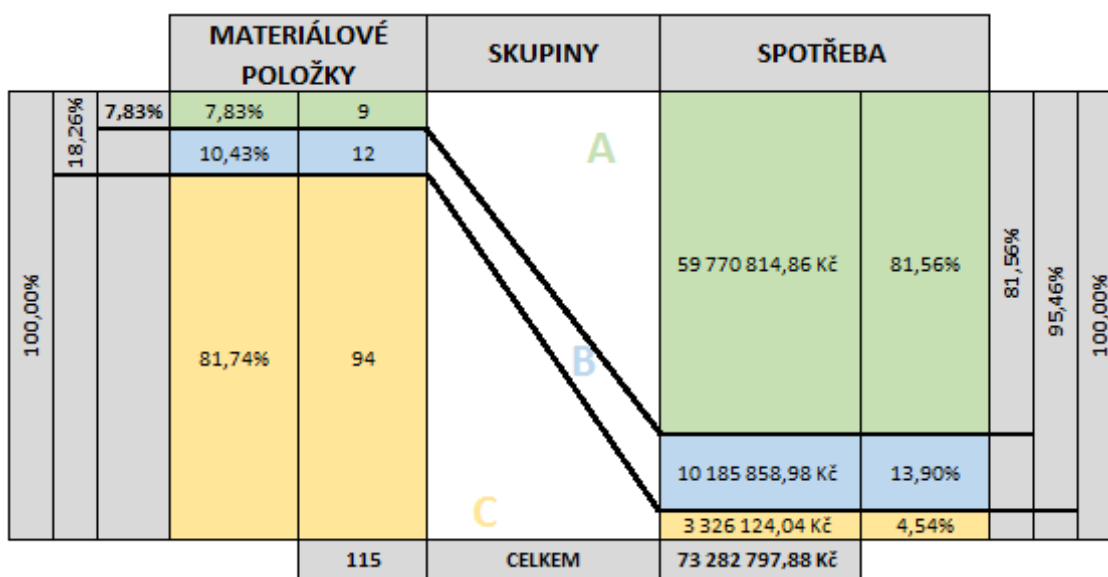 MATERIÁLOVÉ
POLOŽKY
SKUPINY
SPOTŘEBA
100,00%
18,26%
7,83%
7,83%
9
A
59 770 814,86 Kč
81,56%
81,56%
95,46%
100,00%
10,43%
12
B
10 185 858,98 Kč
13,90%
81,74%
94
C
3 326 124,04 Kč
4,54%
115
CELKEM
73 282 797,88 Kč